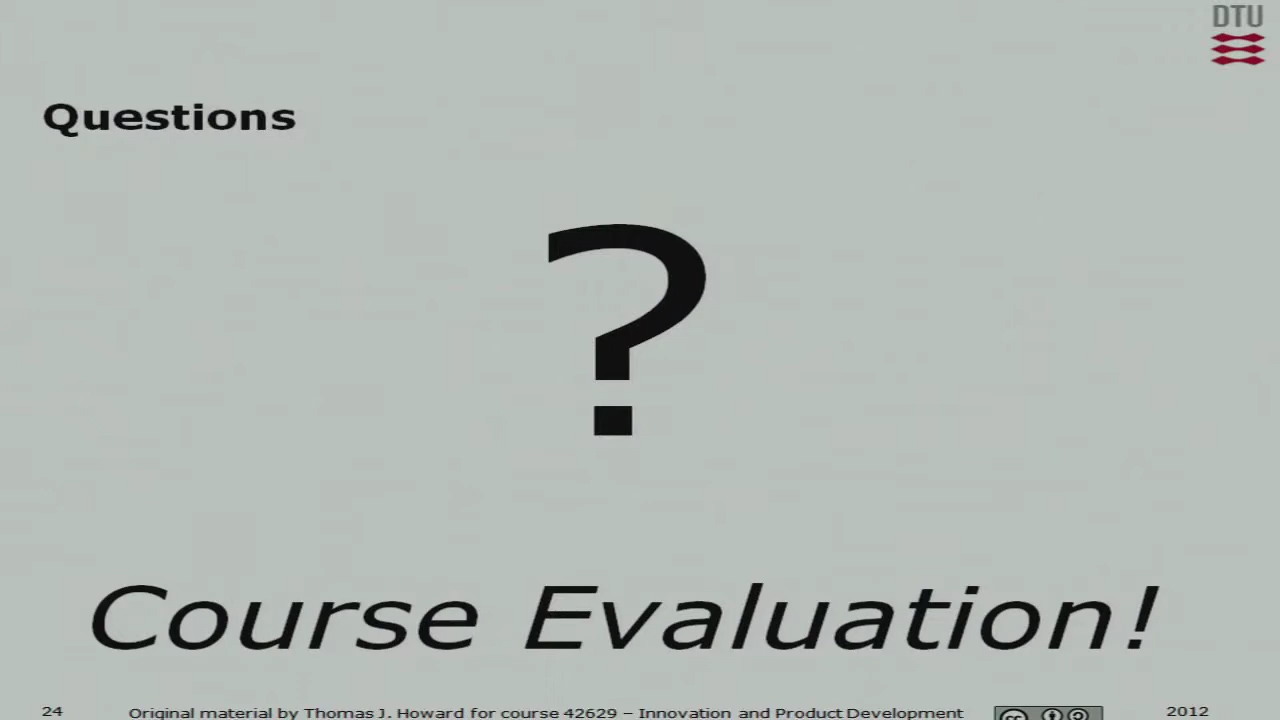 DTU
Questions
?
Course Evaluation!
24 Original material by Thomas J. Howard for course 42629 – Innovation and Product Development 2012